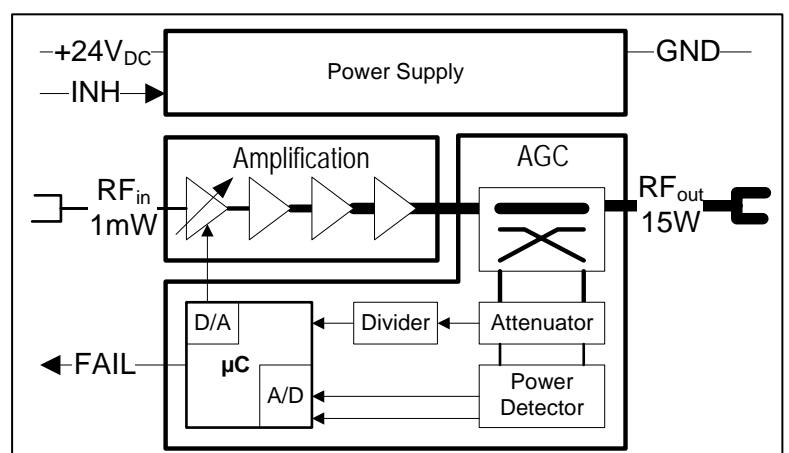 +24VDC
GND
Power Supply
INH
Amplification
AGC
RFin
1mW
RFout
15W
D/A
Divider
Attenuator
FAIL
µC
A/D
Power
Detector